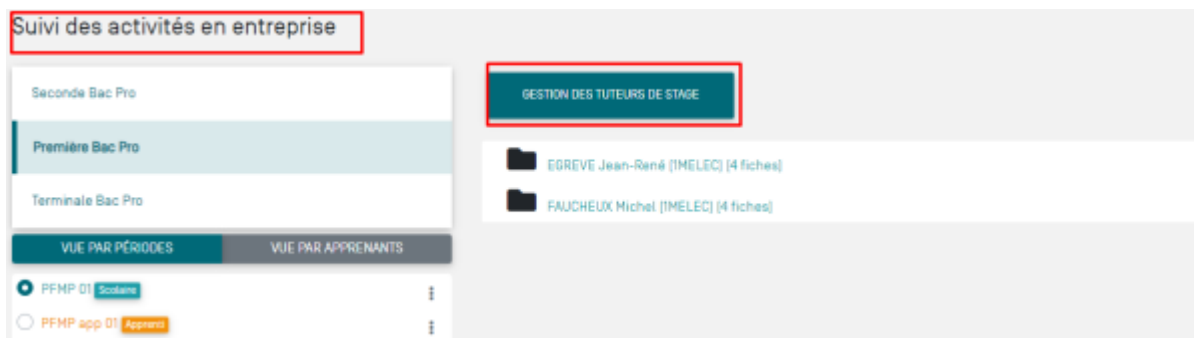 Suivi des activités en entreprise
Seconde Bac Pro
Première Bac Pro
Terminale Bac Pro
VUE PAR PÉRIODES
VUE PAR APPRENANTS
PFMP 01 Scolaire
PFMP app 01 Apprenti
GESTION DES TUTEURS DE STAGE
EGREVE Jean-René (1MELEC) (4 fiches)
FAUCHEUX Michel (1MELEC) (4 fiches)